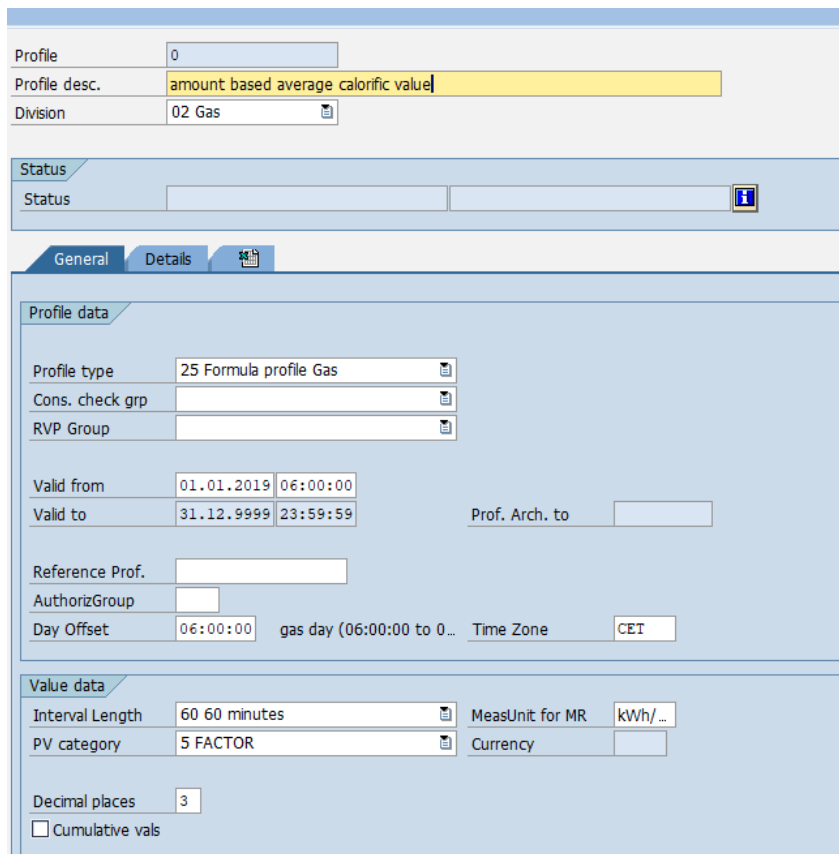 Profile 0
Profile desc. amount based average calorific value
Division 02 Gas
Status
Status
General Details
Profile data
Profile type 25 Formula profile Gas
Cons. check grp
RVP Group
Valid from 01.01.2019 06:00:00
Valid to 31.12.9999 23:59:59 Prof. Arch. to
Reference Prof.
AuthorizGroup
Day Offset 06:00:00 gas day (06:00:00 to 0... Time Zone CET
Value data
Interval Length 60 60 minutes MeasUnit for MR kWh/...
PV category 5 FACTOR Currency
Decimal places 3
Cumulative vals